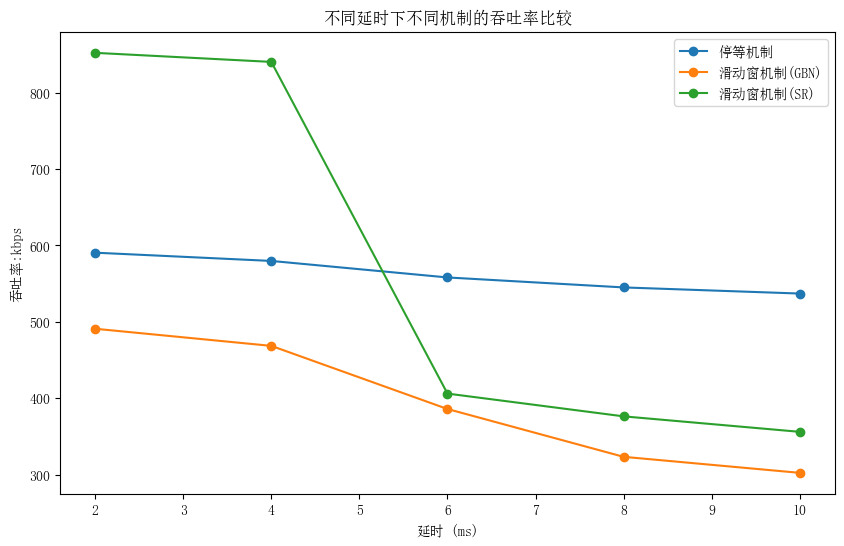 不同延时下不同机制的吞吐率比较
停等机制
滑动窗机制(GBN)
滑动窗机制(SR)
吞吐率:kbps
800
700
600
500
400
300
2 3 4 5 6 7 8 9 10
延时 (ms)